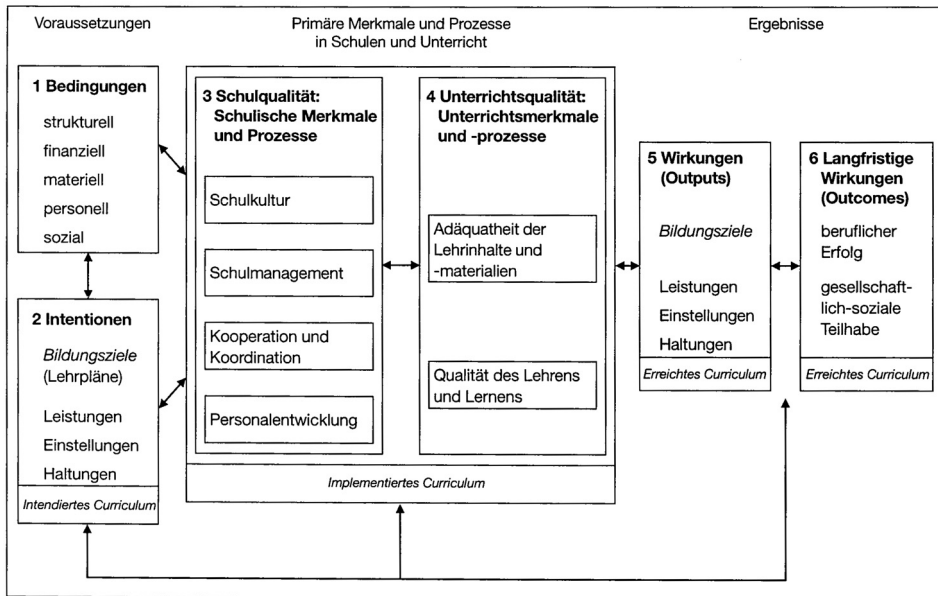 Voraussetzungen
Primäre Merkmale und Prozesse
in Schulen und Unterricht
Ergebnisse
1 Bedingungen
strukturell
finanziell
materiell
personell
sozial
2 Intentionen
Bildungsziele
(Lehrpläne)
Leistungen
Einstellungen
Haltungen
Intendiertes Curriculum
3 Schulqualität:
Schulische Merkmale
und Prozesse
Schulkultur
Schulmanagement
Kooperation und
Koordination
Personalentwicklung
4 Unterrichtsqualität:
Unterrichtsmerkmale
und -prozesse
Adäquatheit der
Lehrinhalte und
-materialien
Qualität des Lehrens
und Lernens
Implementiertes Curriculum
5 Wirkungen
(Outputs)
Bildungsziele
Leistungen
Einstellungen
Haltungen
Erreichtes Curriculum
6 Langfristige
Wirkungen
(Outcomes)
beruflicher
Erfolg
gesellschaft-
lich-soziale
Teilhabe
Erreichtes Curriculum